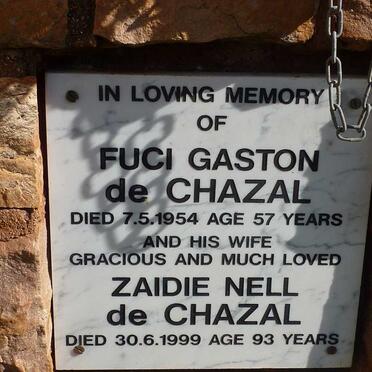 IN LOVING MEMORY
OF
FUCI GASTON
de CHAZAL
DIED 7.5.1954 AGE 57 YEARS
AND HIS WIFE
GRACIOUS AND MUCH LOVED
ZAIDIE NELL
de CHAZAL
DIED 30.6.1999 AGE 93 YEARS